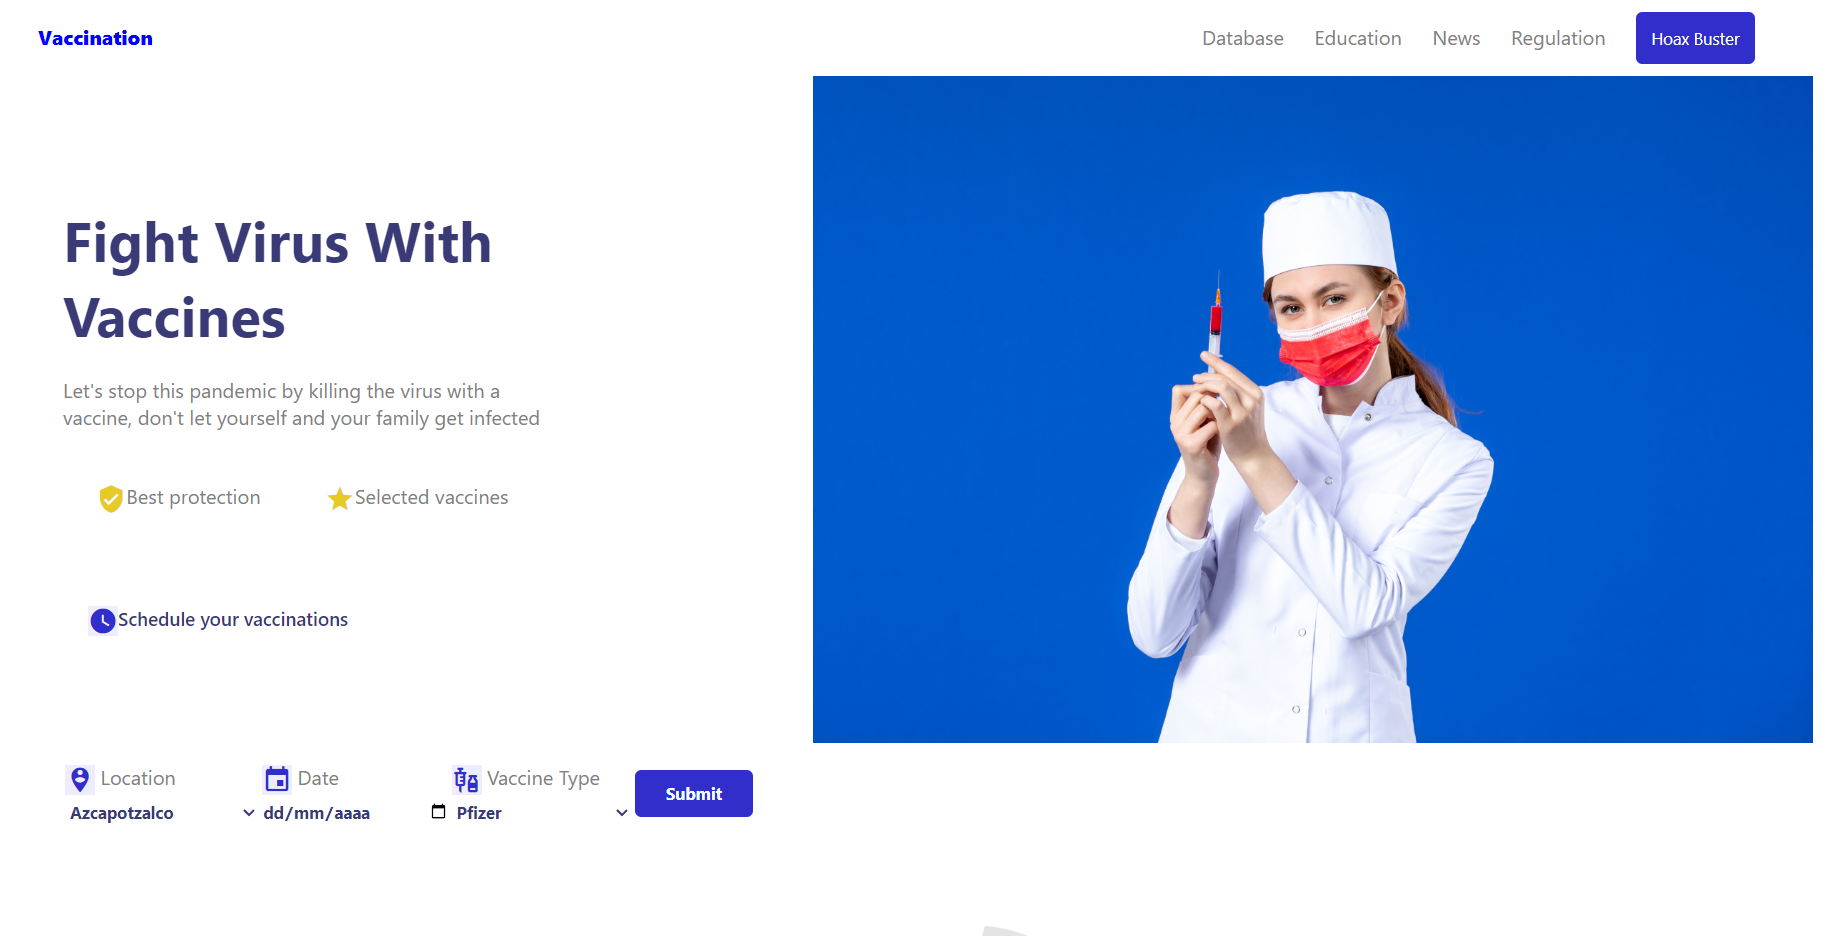 Vaccination
Database
Education
News
Regulation
Hoax Buster
Fight Virus With
Vaccines
Let's stop this pandemic by killing the virus with a
vaccine, don't let yourself and your family get infected
Best protection
Selected vaccines
Schedule your vaccinations
Location
Date
Vaccine Type
Azcapotzalco
dd/mm/aaaa
Pfizer
Submit